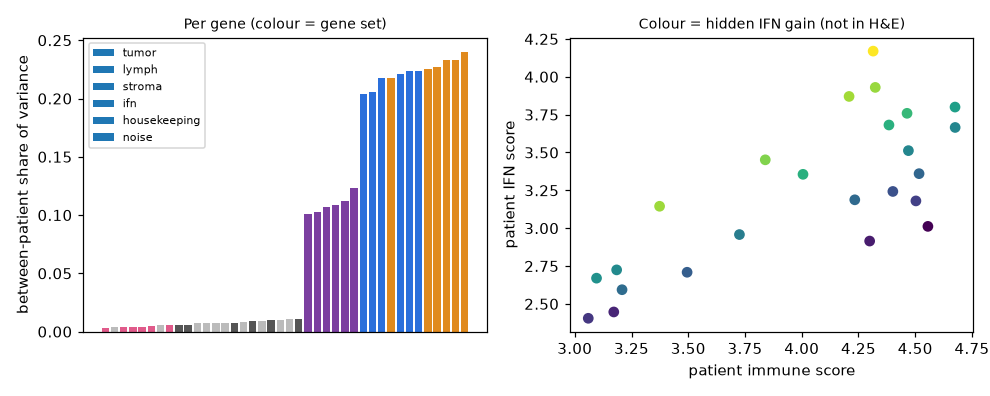 Per gene (colour = gene set)
between-patient share of variance
0.25
0.20
0.15
0.10
0.05
0.00
tumor
lymph
stroma
ifn
housekeeping
noise
Colour = hidden IFN gain (not in H&E)
patient IFN score
4.25
4.00
3.75
3.50
3.25
3.00
2.75
2.50
3.00 3.25 3.50 3.75 4.00 4.25 4.50 4.75
patient immune score